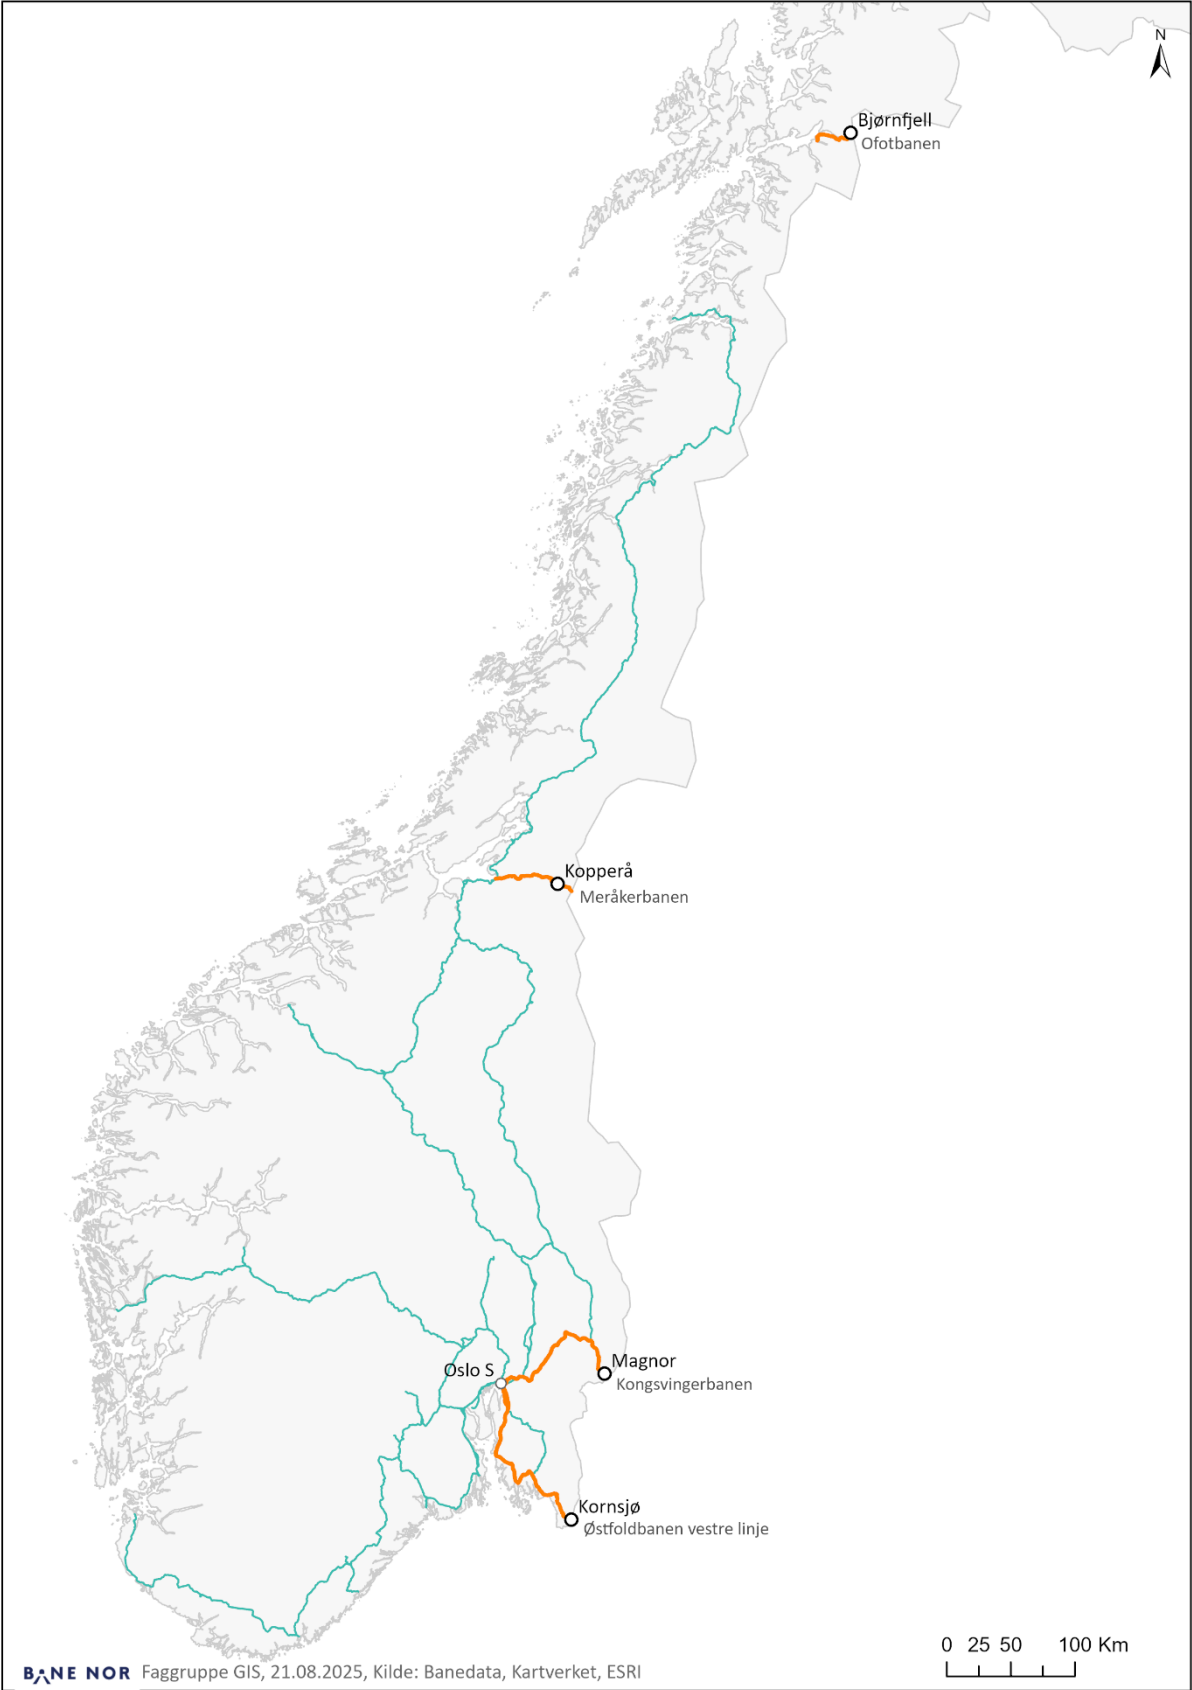 N
Bjørnfjell
Ofotbanen
Kopperå
Meråkerbanen
Oslo S
Magnor
Kongsvingerbanen
Kornsjø
Østfoldbanen vestre linje
0 25 50 100 Km
BANE NOR Faggruppe GIS, 21.08.2025, Kilde: Banedata, Kartverket, ESRI